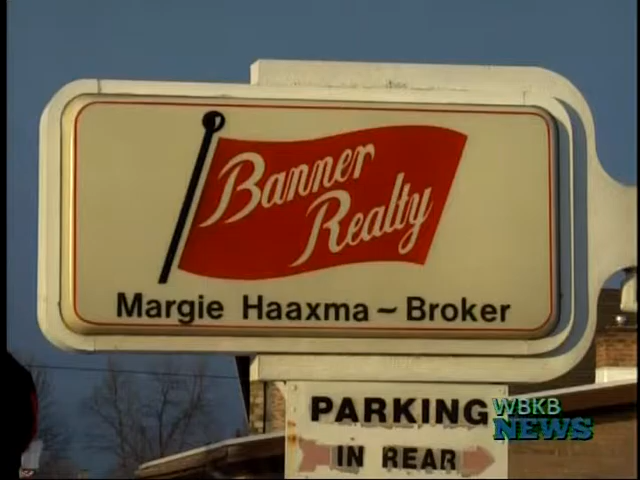 Banner
Realty
Margie Haaxma ~ Broker
PARKING
IN REAR
WBKB
NEWS